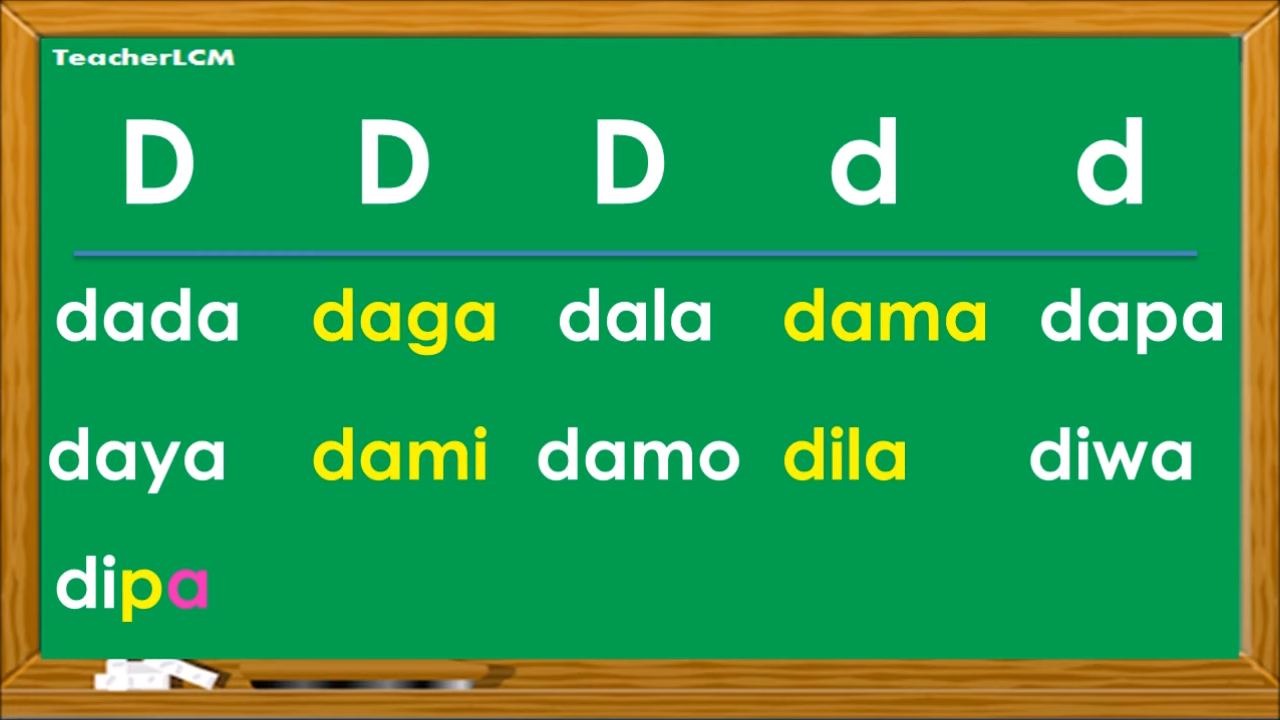 TeacherLCM
D D D d d
dada daga dala dama dapa
daya dami damo dila diwa
dipa